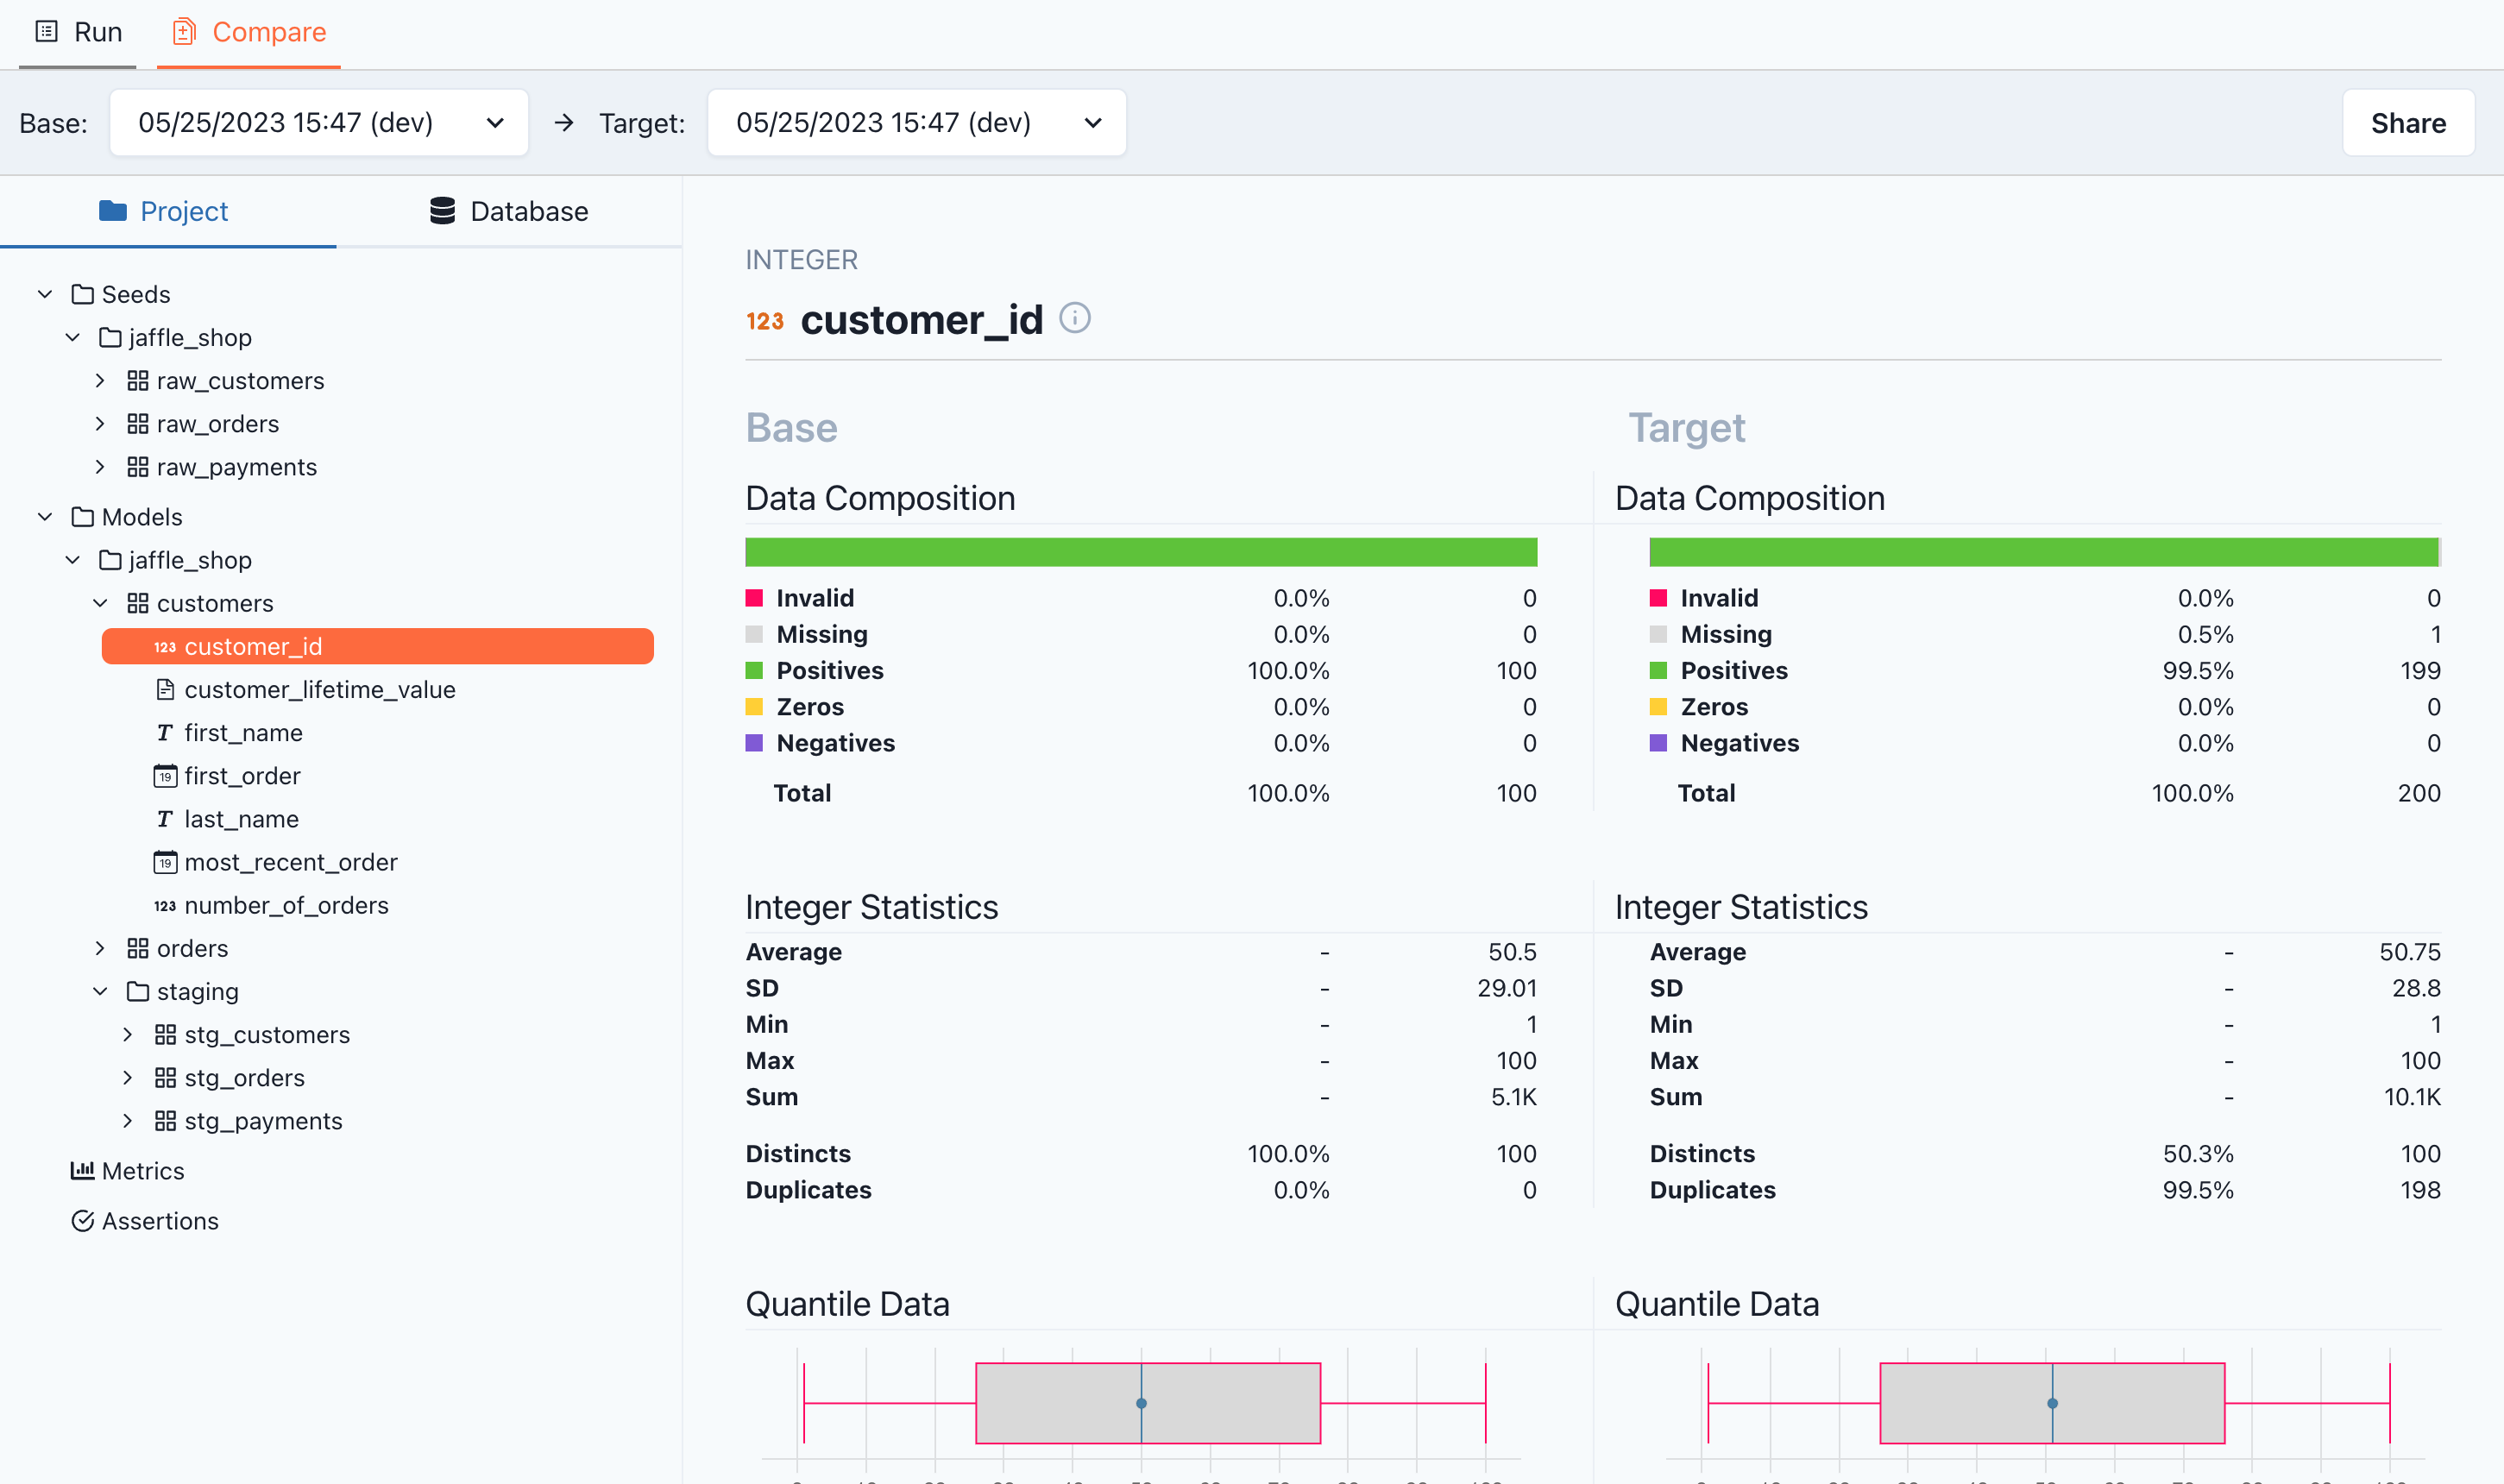 Run Compare
Base: 05/25/2023 15:47 (dev) → Target: 05/25/2023 15:47 (dev) Share
Project Database
Seeds
jaffle_shop
raw_customers
raw_orders
raw_payments
Models
jaffle_shop
customers
123 customer_id
customer_lifetime_value
T first_name
19 first_order
T last_name
19 most_recent_order
123 number_of_orders
orders
staging
stg_customers
stg_orders
stg_payments
Metrics
Assertions
INTEGER
123 customer_id
Base Target
Data Composition Data Composition
Invalid 0.0% 0 Invalid 0.0% 0
Missing 0.0% 0 Missing 0.5% 1
Positives 100.0% 100 Positives 99.5% 199
Zeros 0.0% 0 Zeros 0.0% 0
Negatives 0.0% 0 Negatives 0.0% 0
Total 100.0% 100 Total 100.0% 200
Integer Statistics Integer Statistics
Average - 50.5 Average - 50.75
SD - 29.01 SD - 28.8
Min - 1 Min - 1
Max - 100 Max - 100
Sum - 5.1K Sum - 10.1K
Distincts 100.0% 100 Distincts 50.3% 100
Duplicates 0.0% 0 Duplicates 99.5% 198
Quantile Data Quantile Data